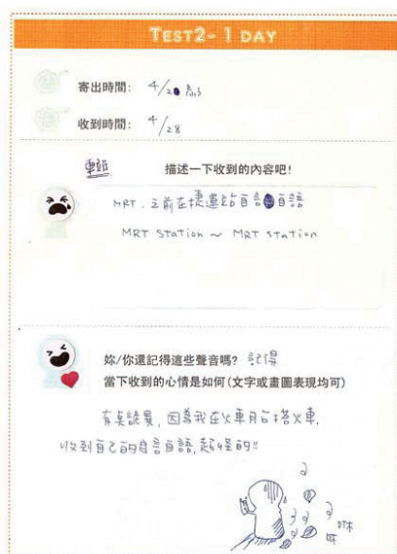 TEST2- 1 DAY
寄出時間: 4/2
收到時間: 4/28
描述一下收到的內容吧!
MRT. 之前在捷運站自言自語
MRT Station ~ MRT station
妳/你還記得這些聲音嗎? 記得
當下收到的心情是如何(文字或畫圖表現均可)
有點詭異, 因為我在火車月台搭火車,
收到自己的自言自語, 超怪的!!